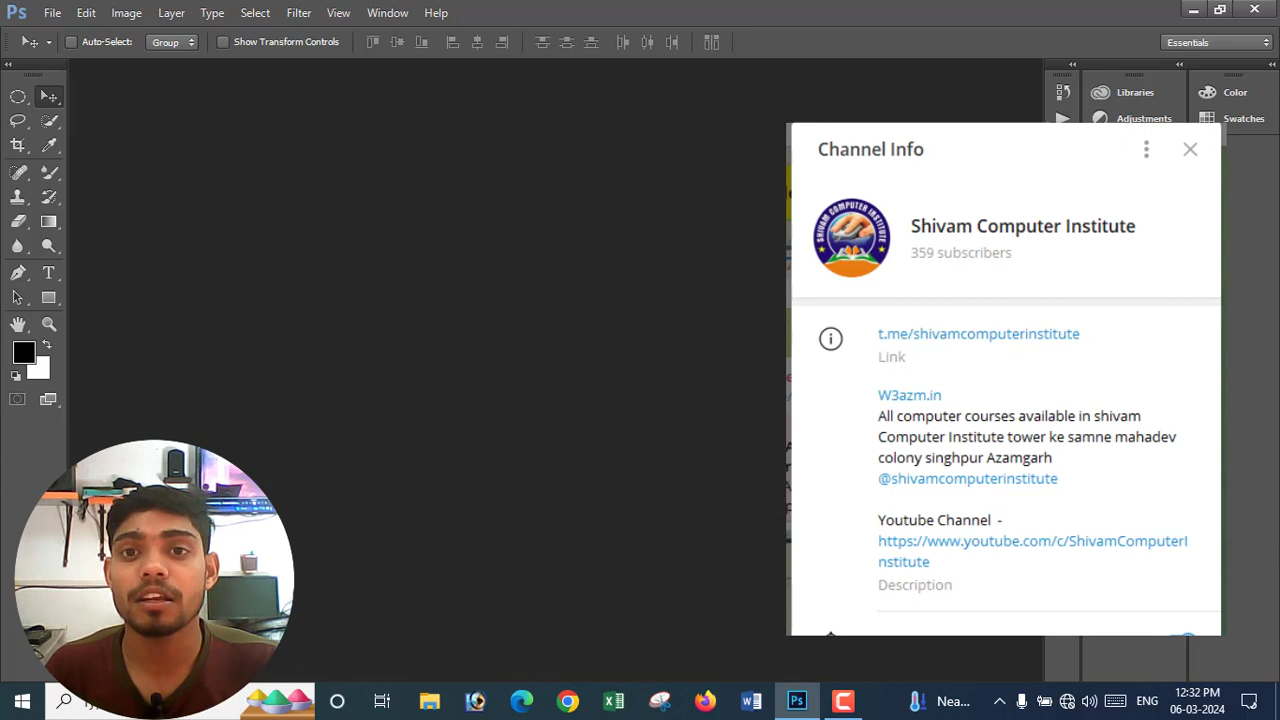 Ps File Edit Image Layer Type Select Filter View Window Help
Auto-Select: Group Show Transform Controls Essentials
Libraries Color
Adjustments Swatches
Channel Info
SHIVAM COMPUTER INSTITUTE
Shivam Computer Institute
359 subscribers
t.me/shivamcomputerinstitute
Link
W3azm.in
All computer courses available in shivam
Computer Institute tower ke samne mahadev
colony singhpur Azamgarh
@shivamcomputerinstitute
Youtube Channel -
https://www.youtube.com/c/ShivamComputerI
nstitute
Description
Nea... ENG 12:32 PM
06-03-2024